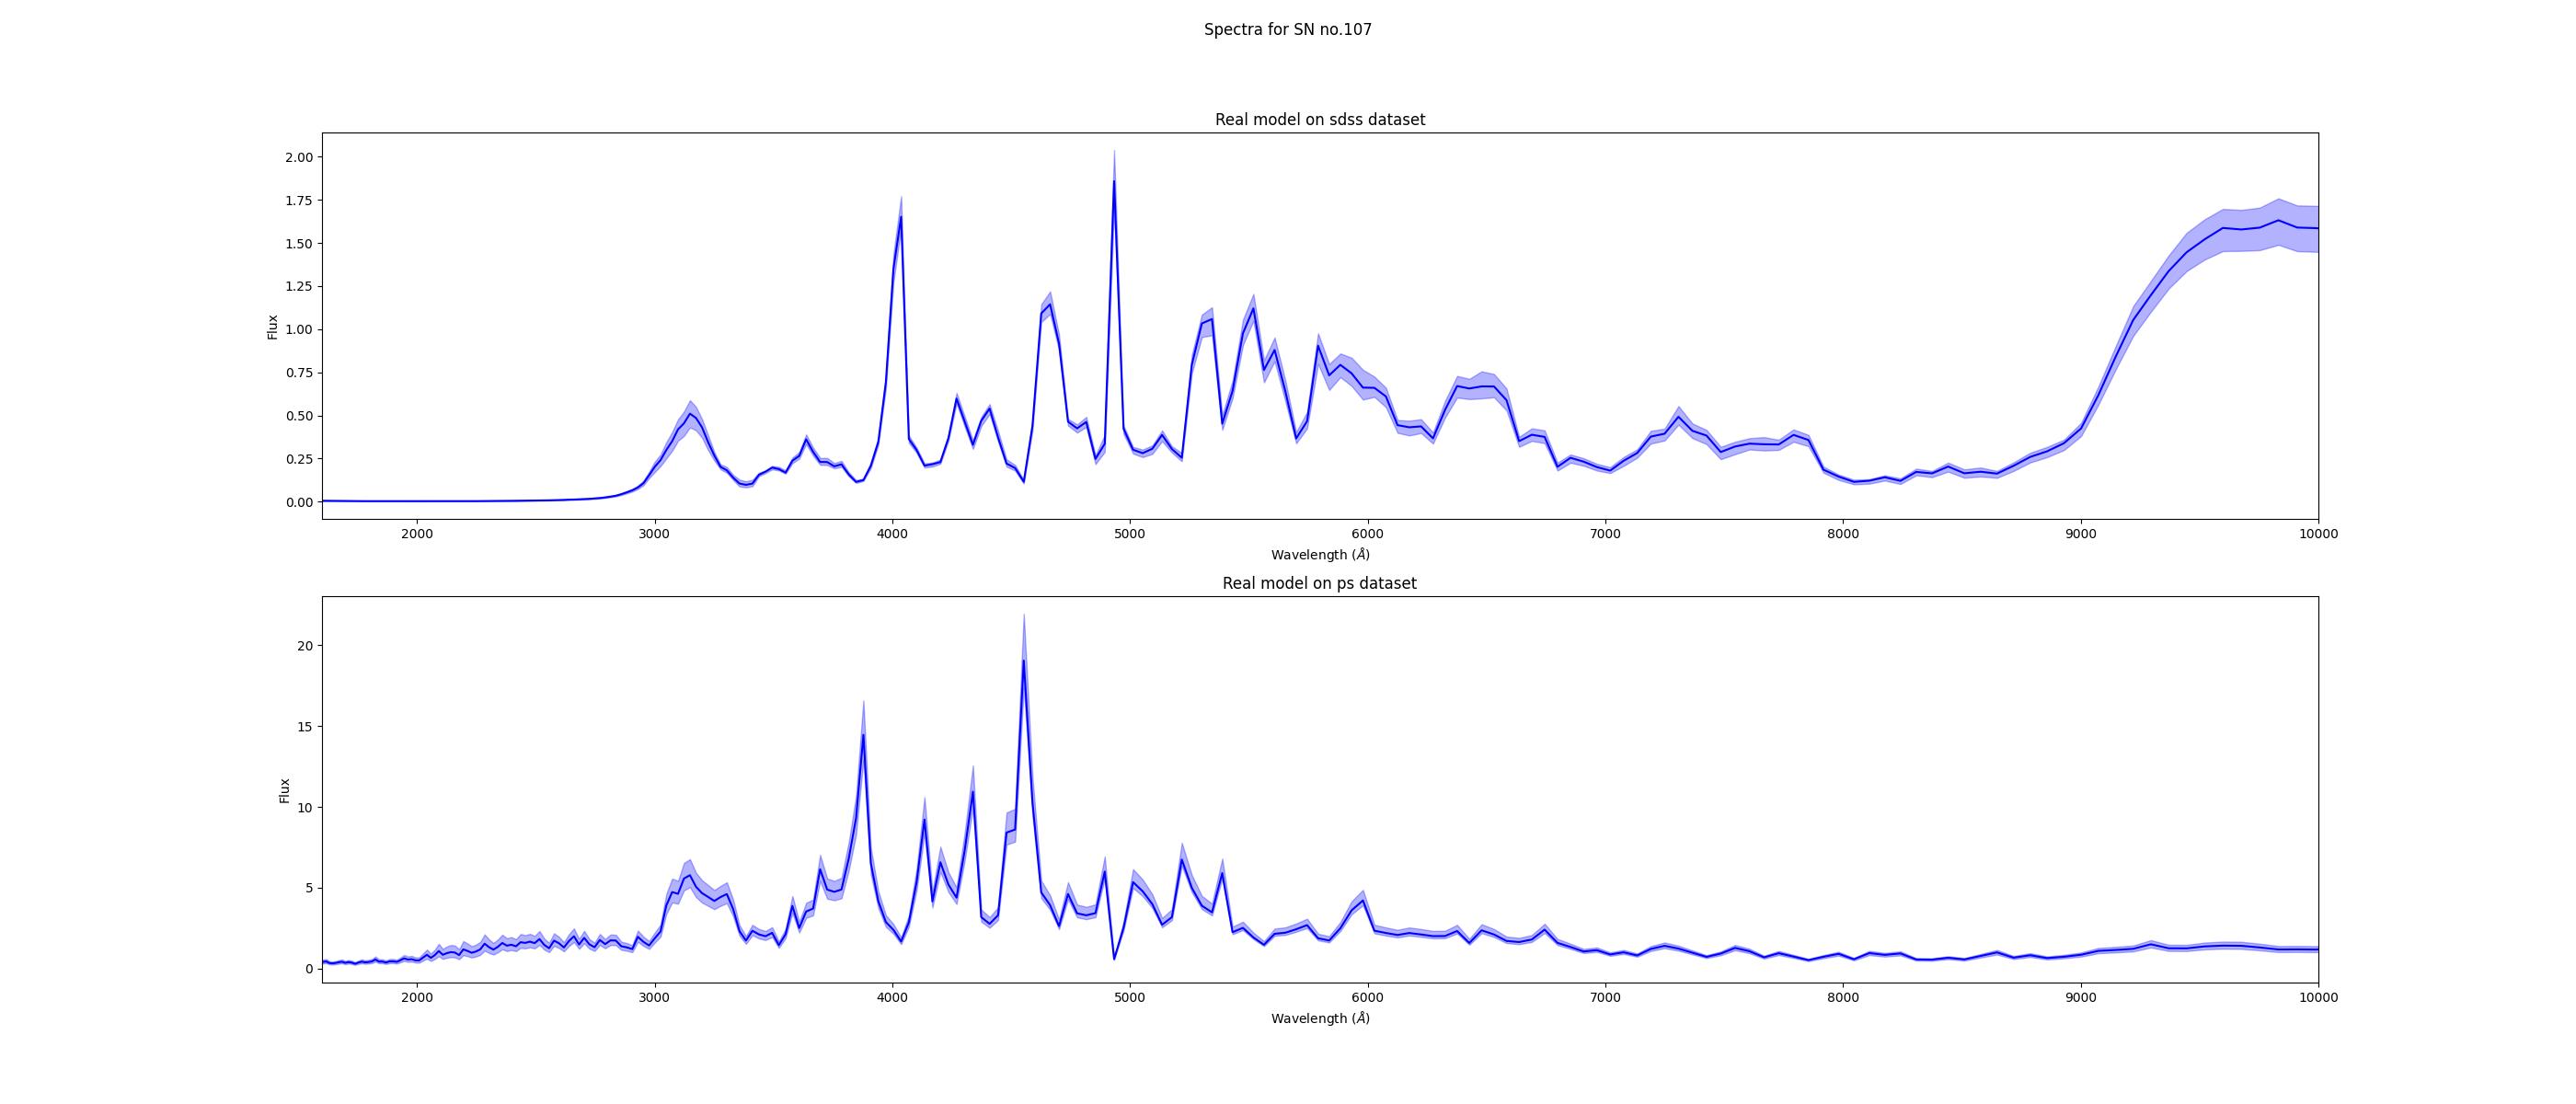 Spectra for SN no.107
Real model on sdss dataset
2.00
1.75
1.50
1.25
1.00
0.75
0.50
0.25
0.00
Flux
2000 3000 4000 5000 6000 7000 8000 9000 10000
Wavelength (Å)
Real model on ps dataset
20
15
10
5
0
Flux
2000 3000 4000 5000 6000 7000 8000 9000 10000
Wavelength (Å)